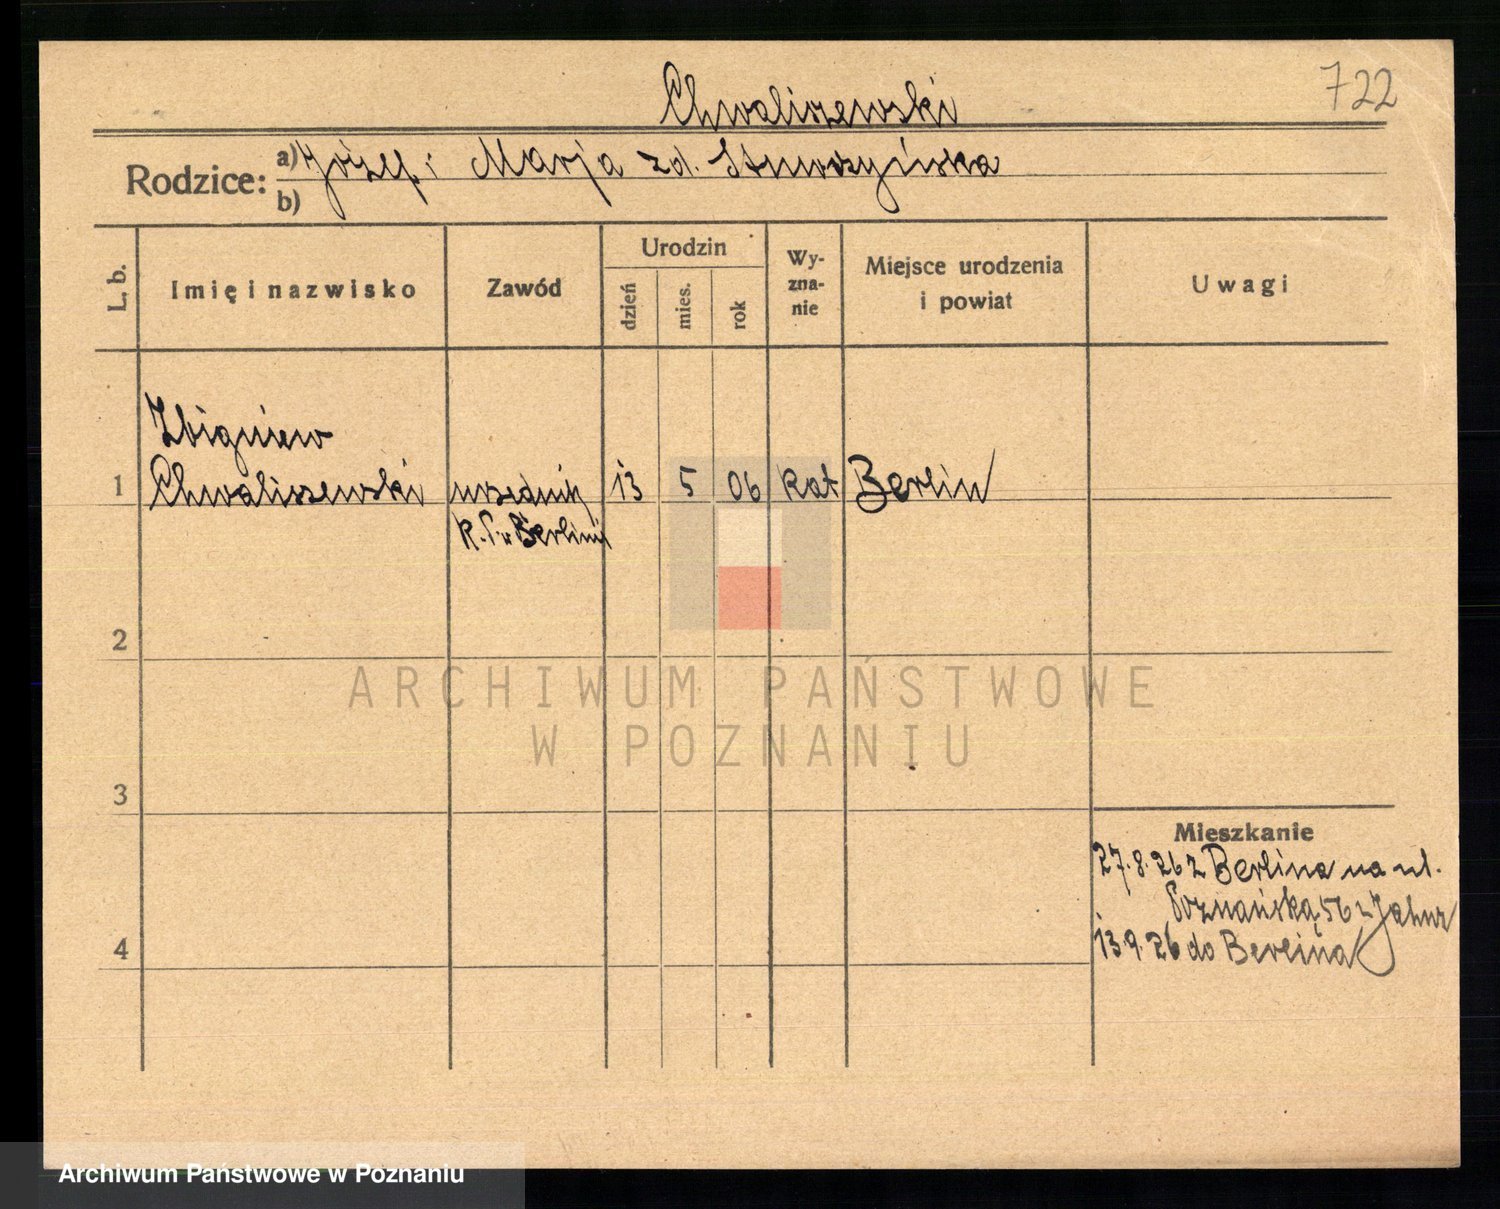 722
Chwaliszewski
Rodzice: a) Józef i Marja zd.
b)
L. b.
Imię i nazwisko
Zawód
Urodzin
dzień
mies.
rok
Wy-
zna-
nie
Miejsce urodzenia
i powiat
Uwagi
Zbigniew
1 Chwaliszewski urzędnik 13 5 06 kat Berlin
K. P. w Berlinie
2
ARCHIWUM PAŃSTWOWE
W POZNANIU
3
Mieszkanie
27.8.26 z Berlina na ul.
Poznańską 56 u
13.9.26 do Berlina
4
Archiwum Państwowe w Poznaniu